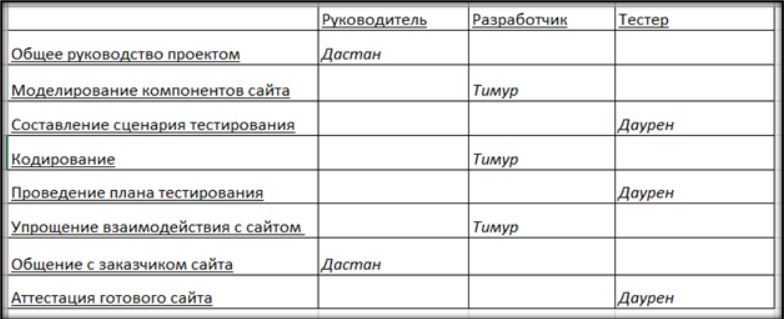 Руководитель Разработчик Тестер
Общее руководство проектом Дастан
Моделирование компонентов сайта Тимур
Составление сценария тестирования Даурен
Кодирование Тимур
Проведение плана тестирования Даурен
Упрощение взаимодействия с сайтом Тимур
Общение с заказчиком сайта Дастан
Аттестация готового сайта Даурен